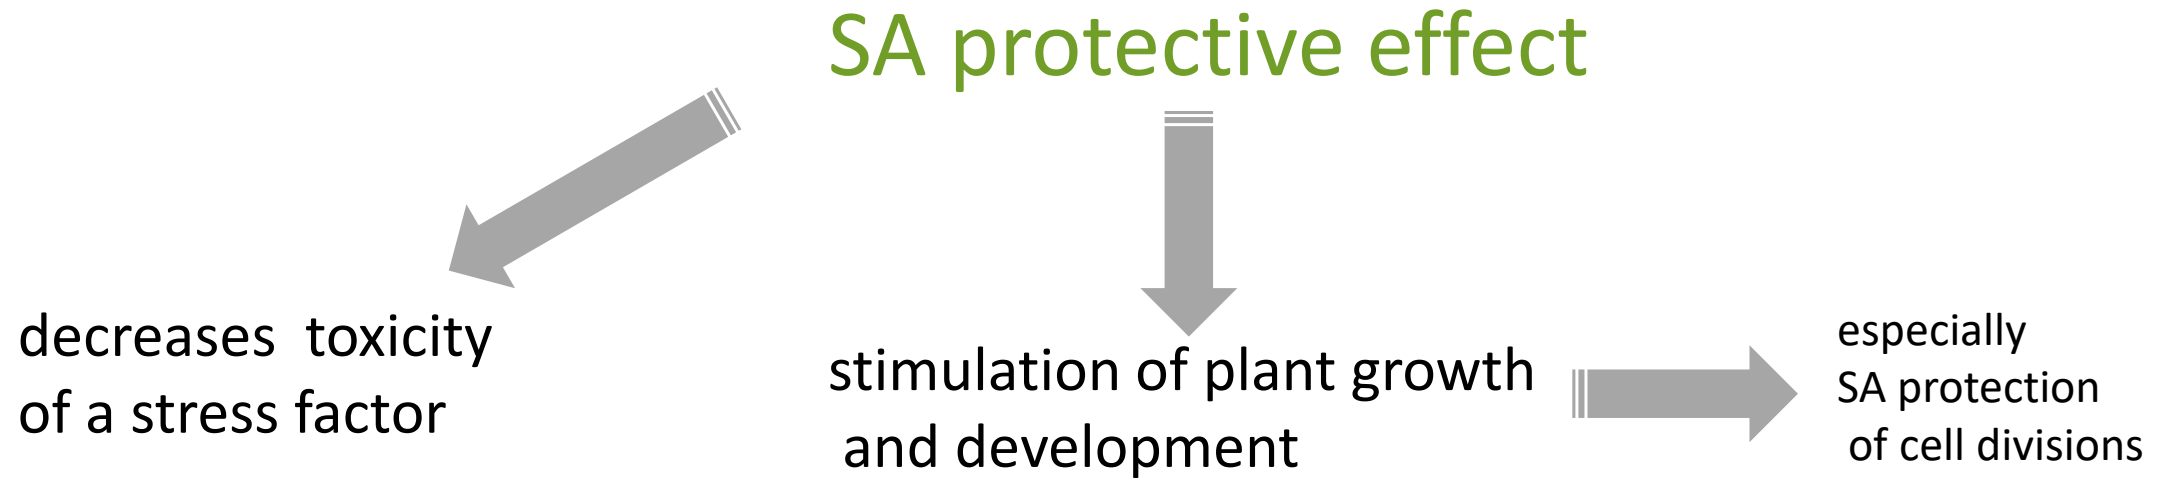 SA protective effect
decreases toxicity
of a stress factor
stimulation of plant growth
and development
especially
SA protection
of cell divisions